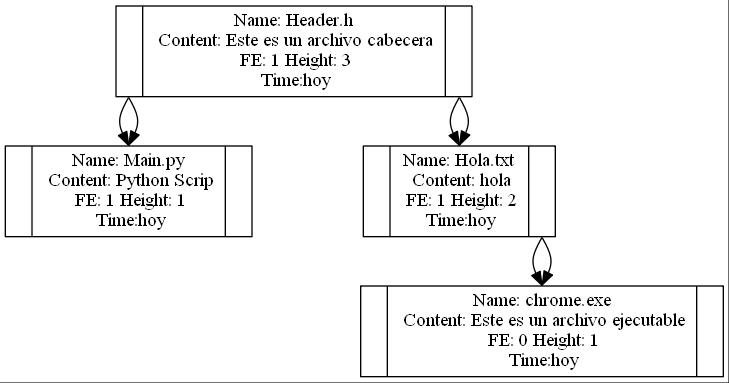 Name: Header.h
Content: Este es un archivo cabecera
FE: 1 Height: 3
Time:hoy
Name: Main.py
Content: Python Scrip
FE: 1 Height: 1
Time:hoy
Name: Hola.txt
Content: hola
FE: 1 Height: 2
Time:hoy
Name: chrome.exe
Content: Este es un archivo ejecutable
FE: 0 Height: 1
Time:hoy